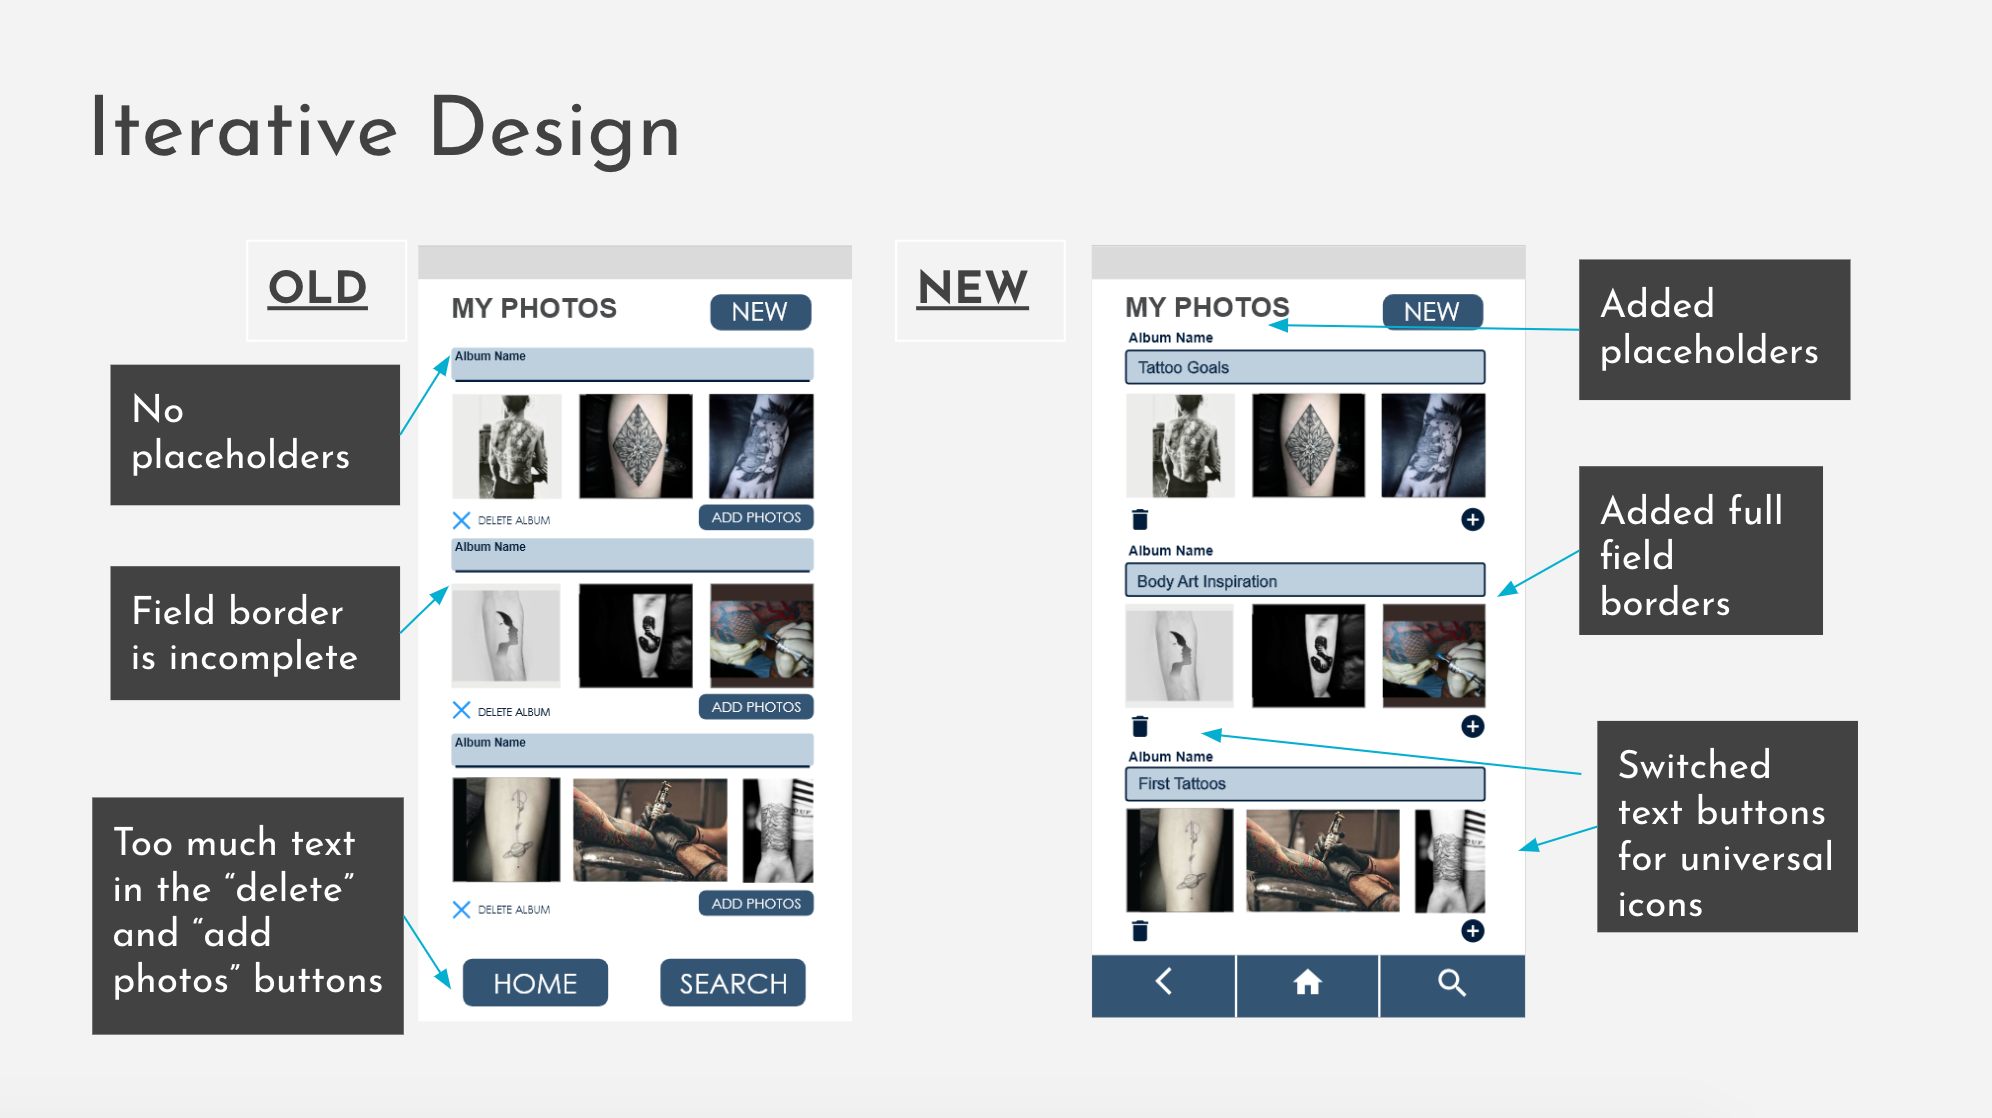 Iterative Design
OLD
No
placeholders
Field border
is incomplete
Too much text
in the “delete”
and “add
photos” buttons
MY PHOTOS
NEW
Album Name
DELETE ALBUM
ADD PHOTOS
Album Name
DELETE ALBUM
ADD PHOTOS
Album Name
DELETE ALBUM
ADD PHOTOS
HOME
SEARCH
NEW
MY PHOTOS
NEW
Album Name
Tattoo Goals
Album Name
Body Art Inspiration
Album Name
First Tattoos
Added
placeholders
Added full
field
borders
Switched
text buttons
for universal
icons